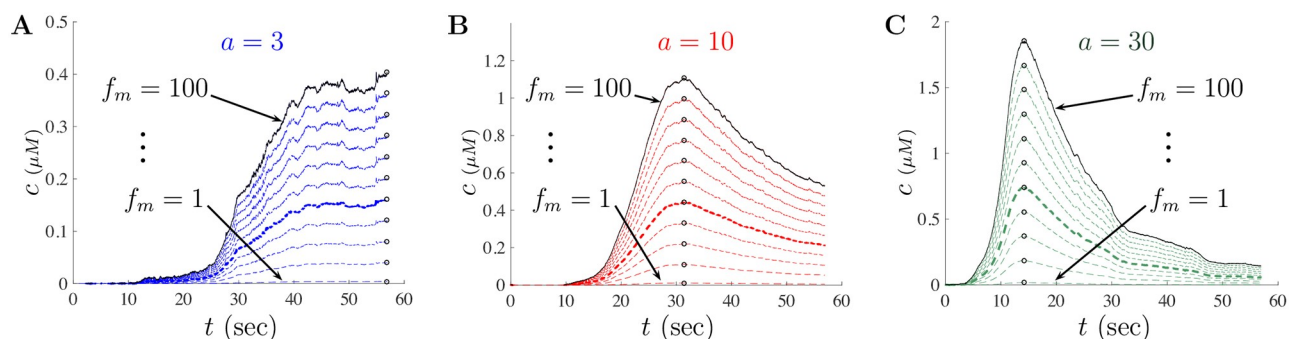 A
a = 3
f_m = 100
f_m = 1
c (μM)
0.5
0.4
0.3
0.2
0.1
0
0 10 20 30 40 50 60
t (sec)
B
a = 10
f_m = 100
f_m = 1
c (μM)
1.2
1
0.8
0.6
0.4
0.2
0
0 10 20 30 40 50 60
t (sec)
C
a = 30
f_m = 100
f_m = 1
c (μM)
2
1.5
1
0.5
0
0 10 20 30 40 50 60
t (sec)